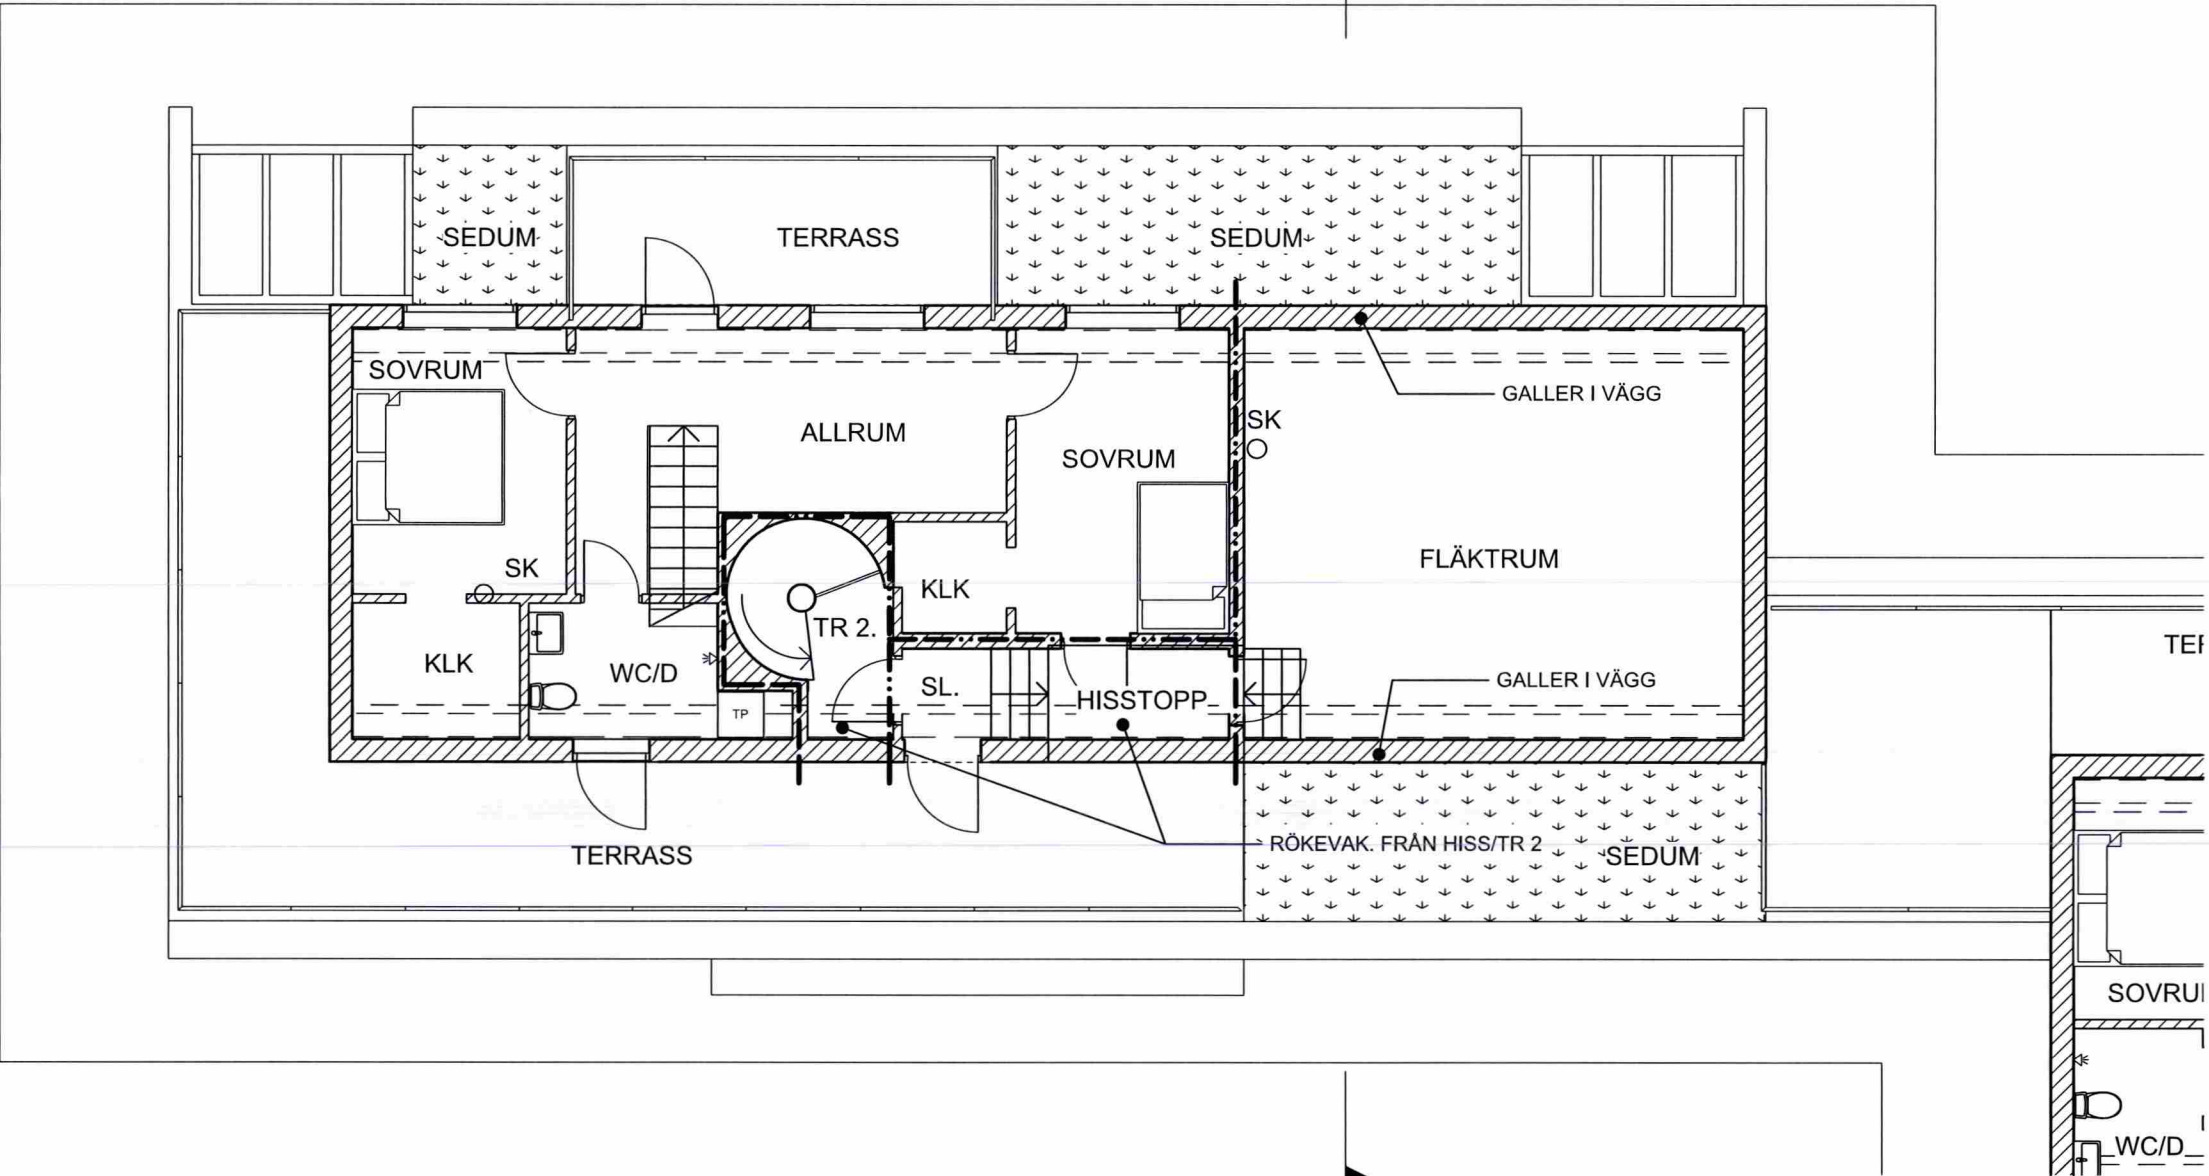 SEDUM
TERRASS
SEDUM
SOVRUM
GALLER I VÄGG
SK
ALLRUM
SOVRUM
FLÄKTRUM
SK
KLK
TR 2.
TER
KLK
WC/D
SL.
HISSTOPP
GALLER I VÄGG
TP
RÖKEVAK. FRÅN HISS/TR 2
TERRASS
SEDUM
SOVRU
WC/D